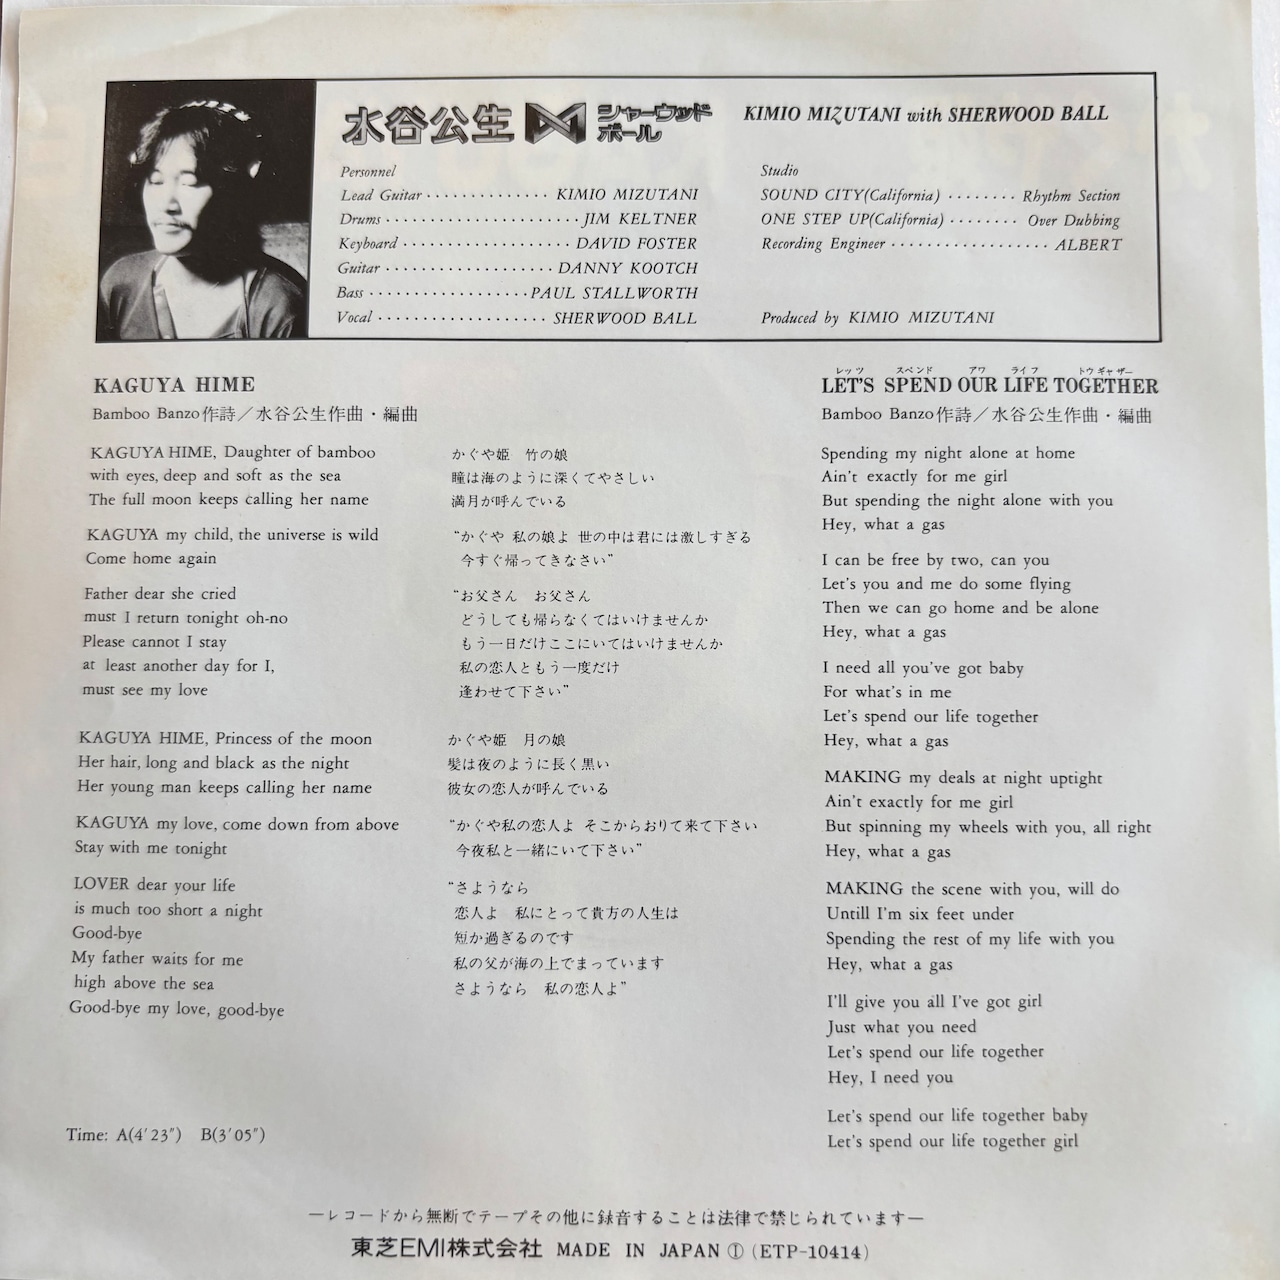 水谷公生 シャーウッド
ボール
KIMIO MIZUTANI with SHERWOOD BALL
Personnel
Lead Guitar ・・・・・・・・・・・・・・ KIMIO MIZUTANI
Drums ・・・・・・・・・・・・・・・・・・・・・・ JIM KELTNER
Keyboard ・・・・・・・・・・・・・・・・・・・ DAVID FOSTER
Guitar ・・・・・・・・・・・・・・・・・・・ DANNY KOOTCH
Bass ・・・・・・・・・・・・・・・・・・ PAUL STALLWORTH
Vocal ・・・・・・・・・・・・・・・・・・・ SHERWOOD BALL
Studio
SOUND CITY(California) ・・・・・・・・ Rhythm Section
ONE STEP UP(California) ・・・・・・・・ Over Dubbing
Recording Engineer ・・・・・・・・・・・・・・・・・・ ALBERT
Produced by KIMIO MIZUTANI
KAGUYA HIME
Bamboo Banzo作詩／水谷公生作曲・編曲
KAGUYA HIME, Daughter of bamboo
with eyes, deep and soft as the sea
The full moon keeps calling her name
KAGUYA my child, the universe is wild
Come home again
Father dear she cried
must I return tonight oh-no
Please cannot I stay
at least another day for I,
must see my love
KAGUYA HIME, Princess of the moon
Her hair, long and black as the night
Her young man keeps calling her name
KAGUYA my love, come down from above
Stay with me tonight
LOVER dear your life
is much too short a night
Good-bye
My father waits for me
high above the sea
Good-bye my love, good-bye
かぐや姫　竹の娘
瞳は海のように深くてやさしい
満月が呼んでいる
“かぐや 私の娘よ 世の中は君には激しすぎる
今すぐ帰ってきなさい”
“お父さん　お父さん
どうしても帰らなくてはいけませんか
もう一日だけここにいてはいけませんか
私の恋人ともう一度だけ
逢わせて下さい”
かぐや姫　月の娘
髪は夜のように長く黒い
彼女の恋人が呼んでいる
“かぐや私の恋人よ そこからおりて来て下さい
今夜私と一緒にいて下さい”
“さようなら
恋人よ　私にとって貴方の人生は
短か過ぎるのです
私の父が海の上でまっています
さようなら　私の恋人よ”
レッツ スペンド アワ ライフ トウギャザー
LET'S SPEND OUR LIFE TOGETHER
Bamboo Banzo作詩／水谷公生作曲・編曲
Spending my night alone at home
Ain't exactly for me girl
But spending the night alone with you
Hey, what a gas
I can be free by two, can you
Let's you and me do some flying
Then we can go home and be alone
Hey, what a gas
I need all you've got baby
For what's in me
Let's spend our life together
Hey, what a gas
MAKING my deals at night uptight
Ain't exactly for me girl
But spinning my wheels with you, all right
Hey, what a gas
MAKING the scene with you, will do
Untill I'm six feet under
Spending the rest of my life with you
Hey, what a gas
I'll give you all I've got girl
Just what you need
Let's spend our life together
Hey, I need you
Let's spend our life together baby
Let's spend our life together girl
Time: A(4′23″) B(3′05″)
―レコードから無断でテープその他に録音することは法律で禁じられています―
東芝EMI株式会社 MADE IN JAPAN Ⓣ (ETP-10414)